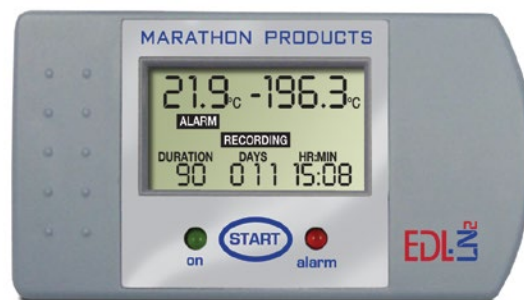 MARATHON PRODUCTS
21.9°C -196.3°C
ALARM
RECORDING
DURATION DAYS HR:MIN
90 011 15:08
START
on alarm
EDL-LN2